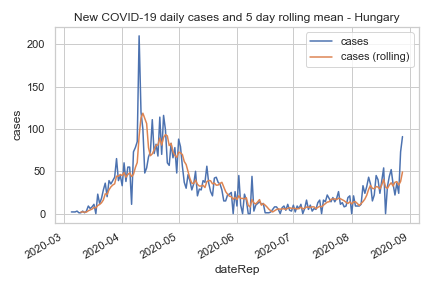 New COVID-19 daily cases and 5 day rolling mean - Hungary
cases
cases (rolling)
200
150
100
50
0
cases
2020-03
2020-04
2020-05
2020-06
2020-07
2020-08
2020-09
dateRep